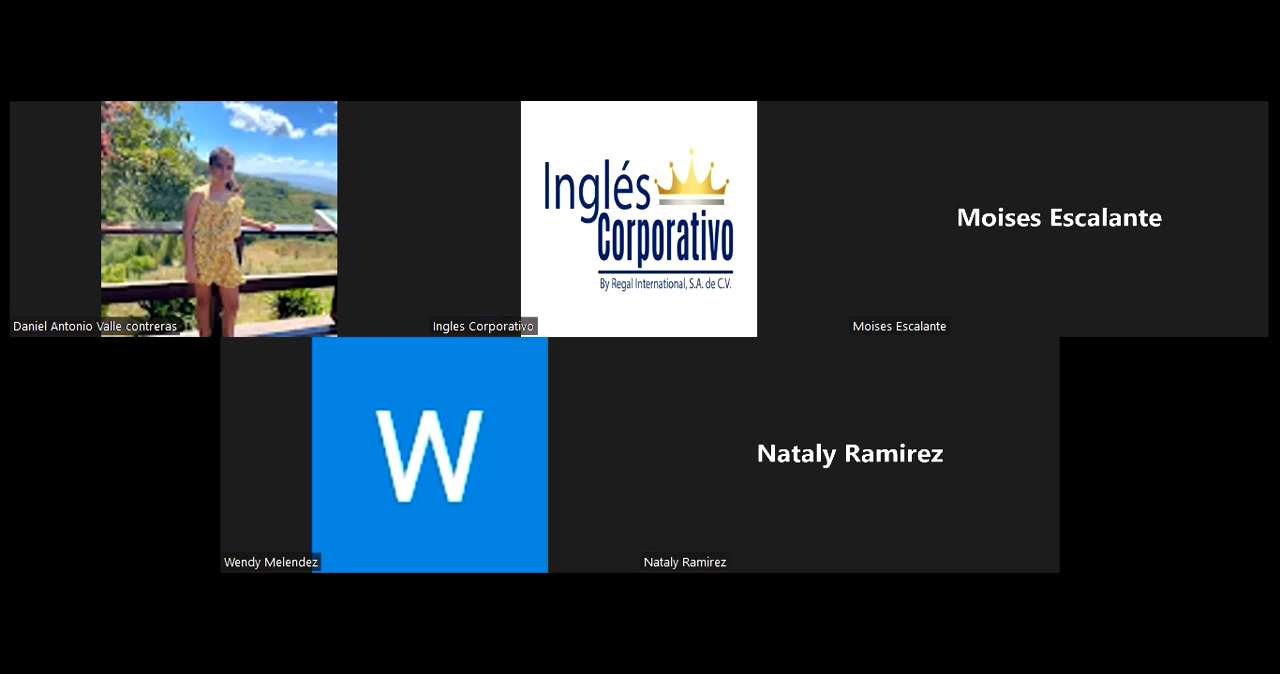 Inglés
Corporativo
By Regal International, S.A. de C.V.
Moises Escalante
Daniel Antonio Valle contreras
Ingles Corporativo
Moises Escalante
W
Nataly Ramirez
Wendy Melendez
Nataly Ramirez